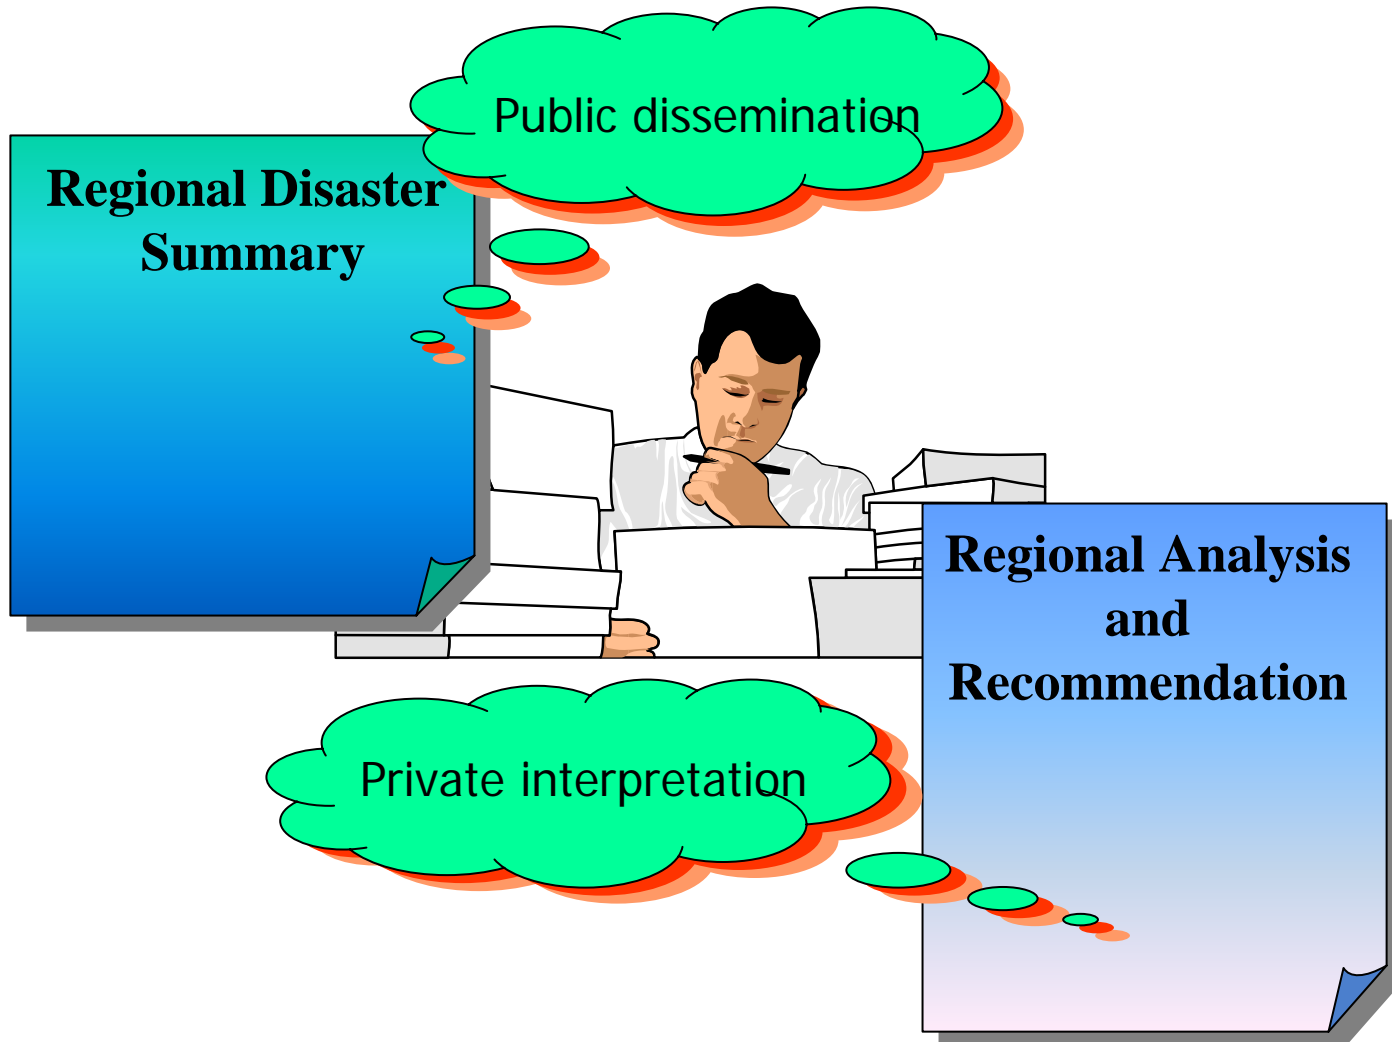 Public dissemination
Regional Disaster
Summary
Regional Analysis
and
Recommendation
Private interpretation